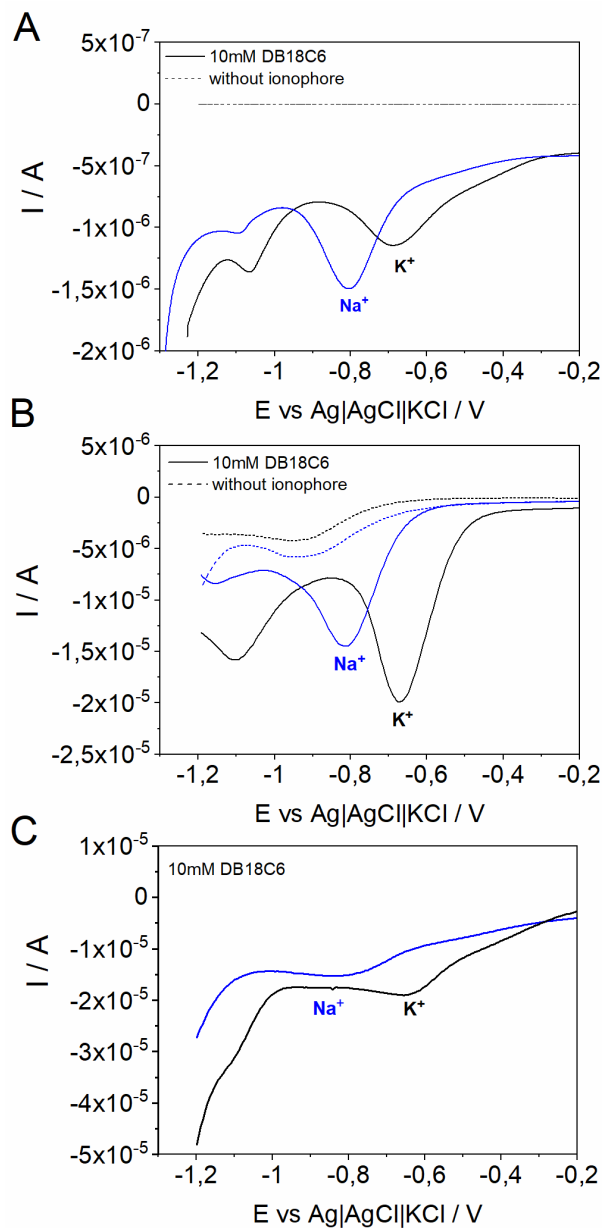 A
5x10⁻⁷
0
-5x10⁻⁷
-1x10⁻⁶
-1,5x10⁻⁶
-2x10⁻⁶
I / A
10mM DB18C6
without ionophore
Na⁺
K⁺
-1,2 -1 -0,8 -0,6 -0,4 -0,2
E vs Ag|AgCl||KCl / V
B
5x10⁻⁶
0
-5x10⁻⁶
-1x10⁻⁵
-1,5x10⁻⁵
-2x10⁻⁵
-2,5x10⁻⁵
I / A
10mM DB18C6
without ionophore
Na⁺
K⁺
-1,2 -1 -0,8 -0,6 -0,4 -0,2
E vs Ag|AgCl||KCl / V
C
1x10⁻⁵
0
-1x10⁻⁵
-2x10⁻⁵
-3x10⁻⁵
-4x10⁻⁵
-5x10⁻⁵
I / A
10mM DB18C6
Na⁺
K⁺
-1,2 -1 -0,8 -0,6 -0,4 -0,2
E vs Ag|AgCl||KCl / V